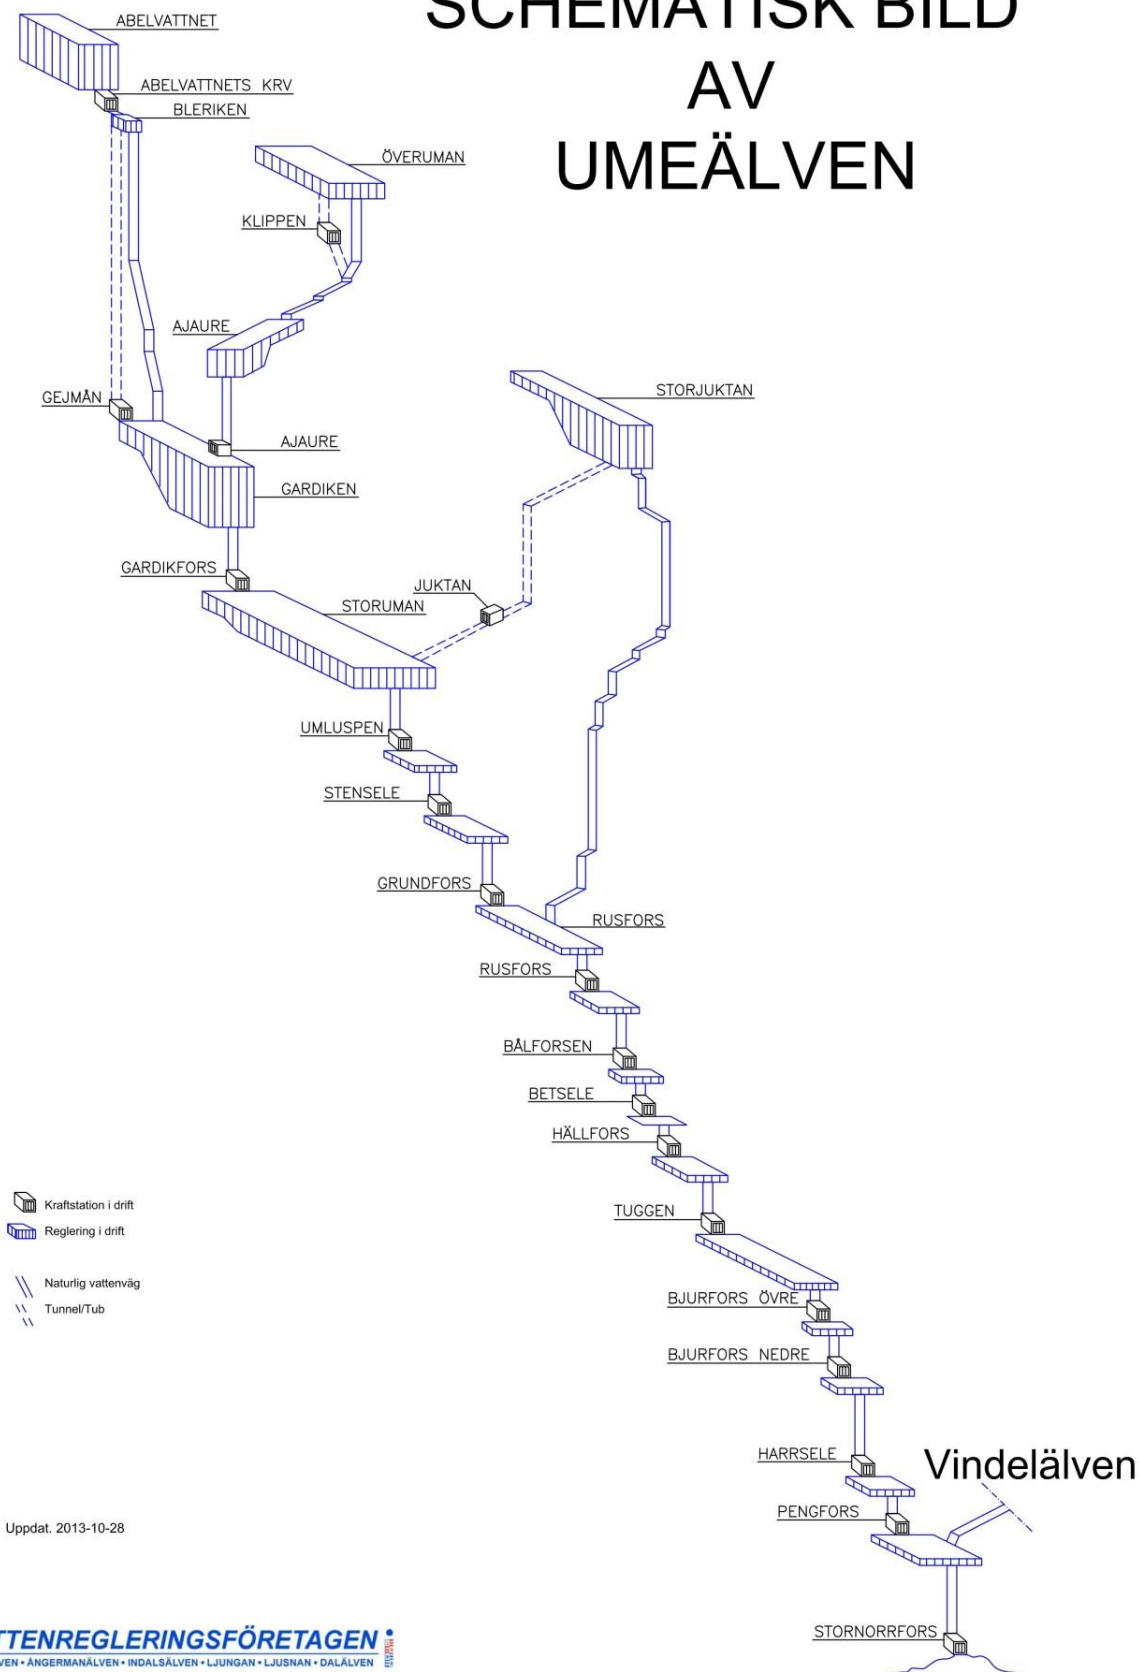 SCHEMATISK BILD
AV
UMEÄLVEN
ABELVATTNET
ABELVATTNETS KRV
BLERIKEN
ÖVERUMAN
KLIPPEN
AJAURE
GEJMÅN
AJAURE
STORJUKTAN
GARDIKEN
GARDIKFORS
JUKTAN
STORUMAN
UMLUSPEN
STENSELE
GRUNDFORS
RUSFORS
RUSFORS
BÅLFORSEN
BETSELE
HÄLLFORS
TUGGEN
BJURFORS ÖVRE
BJURFORS NEDRE
HARRSELE
Vindelälven
PENGFORS
STORNORRFORS
Kraftstation i drift
Reglering i drift
Naturlig vattenväg
Tunnel/Tub
Uppdat. 2013-10-28
TTENREGLERINGSFÖRETAGEN
VEN • ÅNGERMANÄLVEN • INDALSÄLVEN • LJUNGAN • LJUSNAN • DALÄLVEN